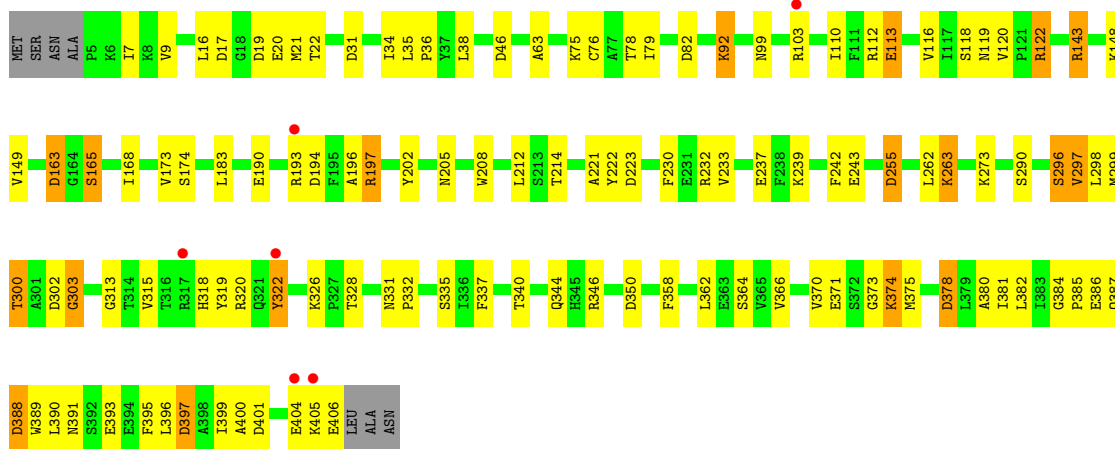 MET SER ASN ALA P5 K6 I7 K8 V9 L16 D17 G18 D19 E20 M21 T22 D31 I34 L35 P36 Y37 L38 D46 A63 K75 C76 A77 T78 I79 D82 K92 N99 R103 I110 F111 R112 E113 V116 I117 S118 N119 V120 P121 R122 R143 K148
V149 D163 G164 S165 I168 V173 S174 L183 E190 R193 D194 F195 A196 R197 Y202 N205 W208 L212 S213 T214 A221 Y222 D223 F230 E231 R232 V233 E237 F238 K239 F242 E243 D255 L262 K263 K273 S290 S296 V297 L298 M299
T300 A301 D302 G303 G313 T314 V315 T316 R317 H318 Y319 R320 Q321 Y322 K326 P327 T328 N331 P332 S335 I336 F337 T340 Q344 H345 R346 D350 F358 L362 E363 S364 V365 V366 V370 E371 S372 G373 K374 M375 D378 L379 A380 I381 L382 I383 G384 P385 E386
D388 W389 L390 N391 S392 E393 E394 F395 L396 D397 A398 I399 A400 D401 E404 K405 E406 LEU ALA ASN